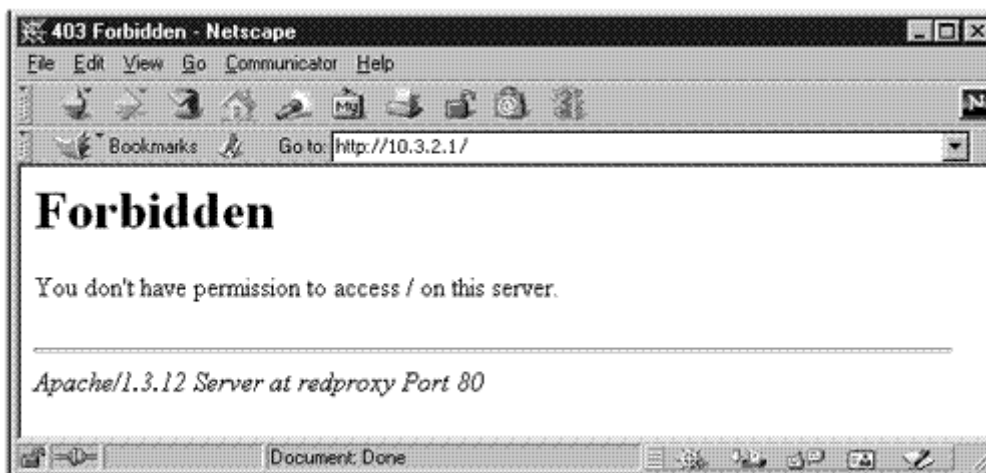 403 Forbidden - Netscape
File Edit View Go Communicator Help
My
Bookmarks Go to: http://10.3.2.1/
N
Forbidden
You don't have permission to access / on this server.
Apache/1.3.12 Server at redproxy Port 80
Document: Done